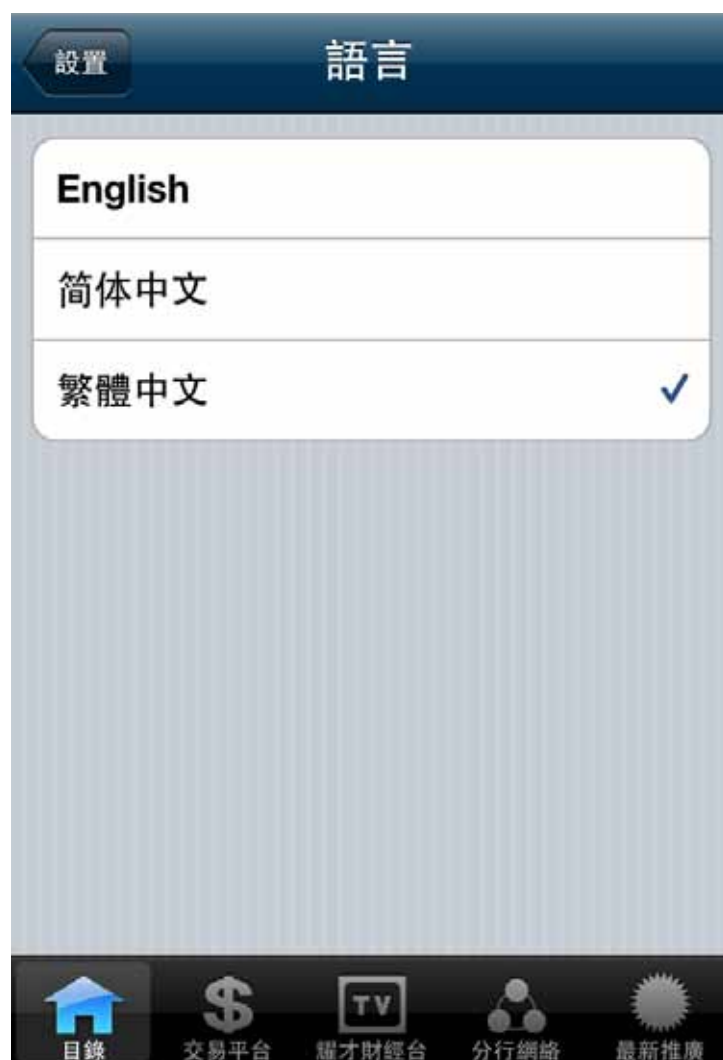 設置
語言
English
简体中文
繁體中文
TV
目錄
交易平台
耀才財經台
分行網絡
最新推廣